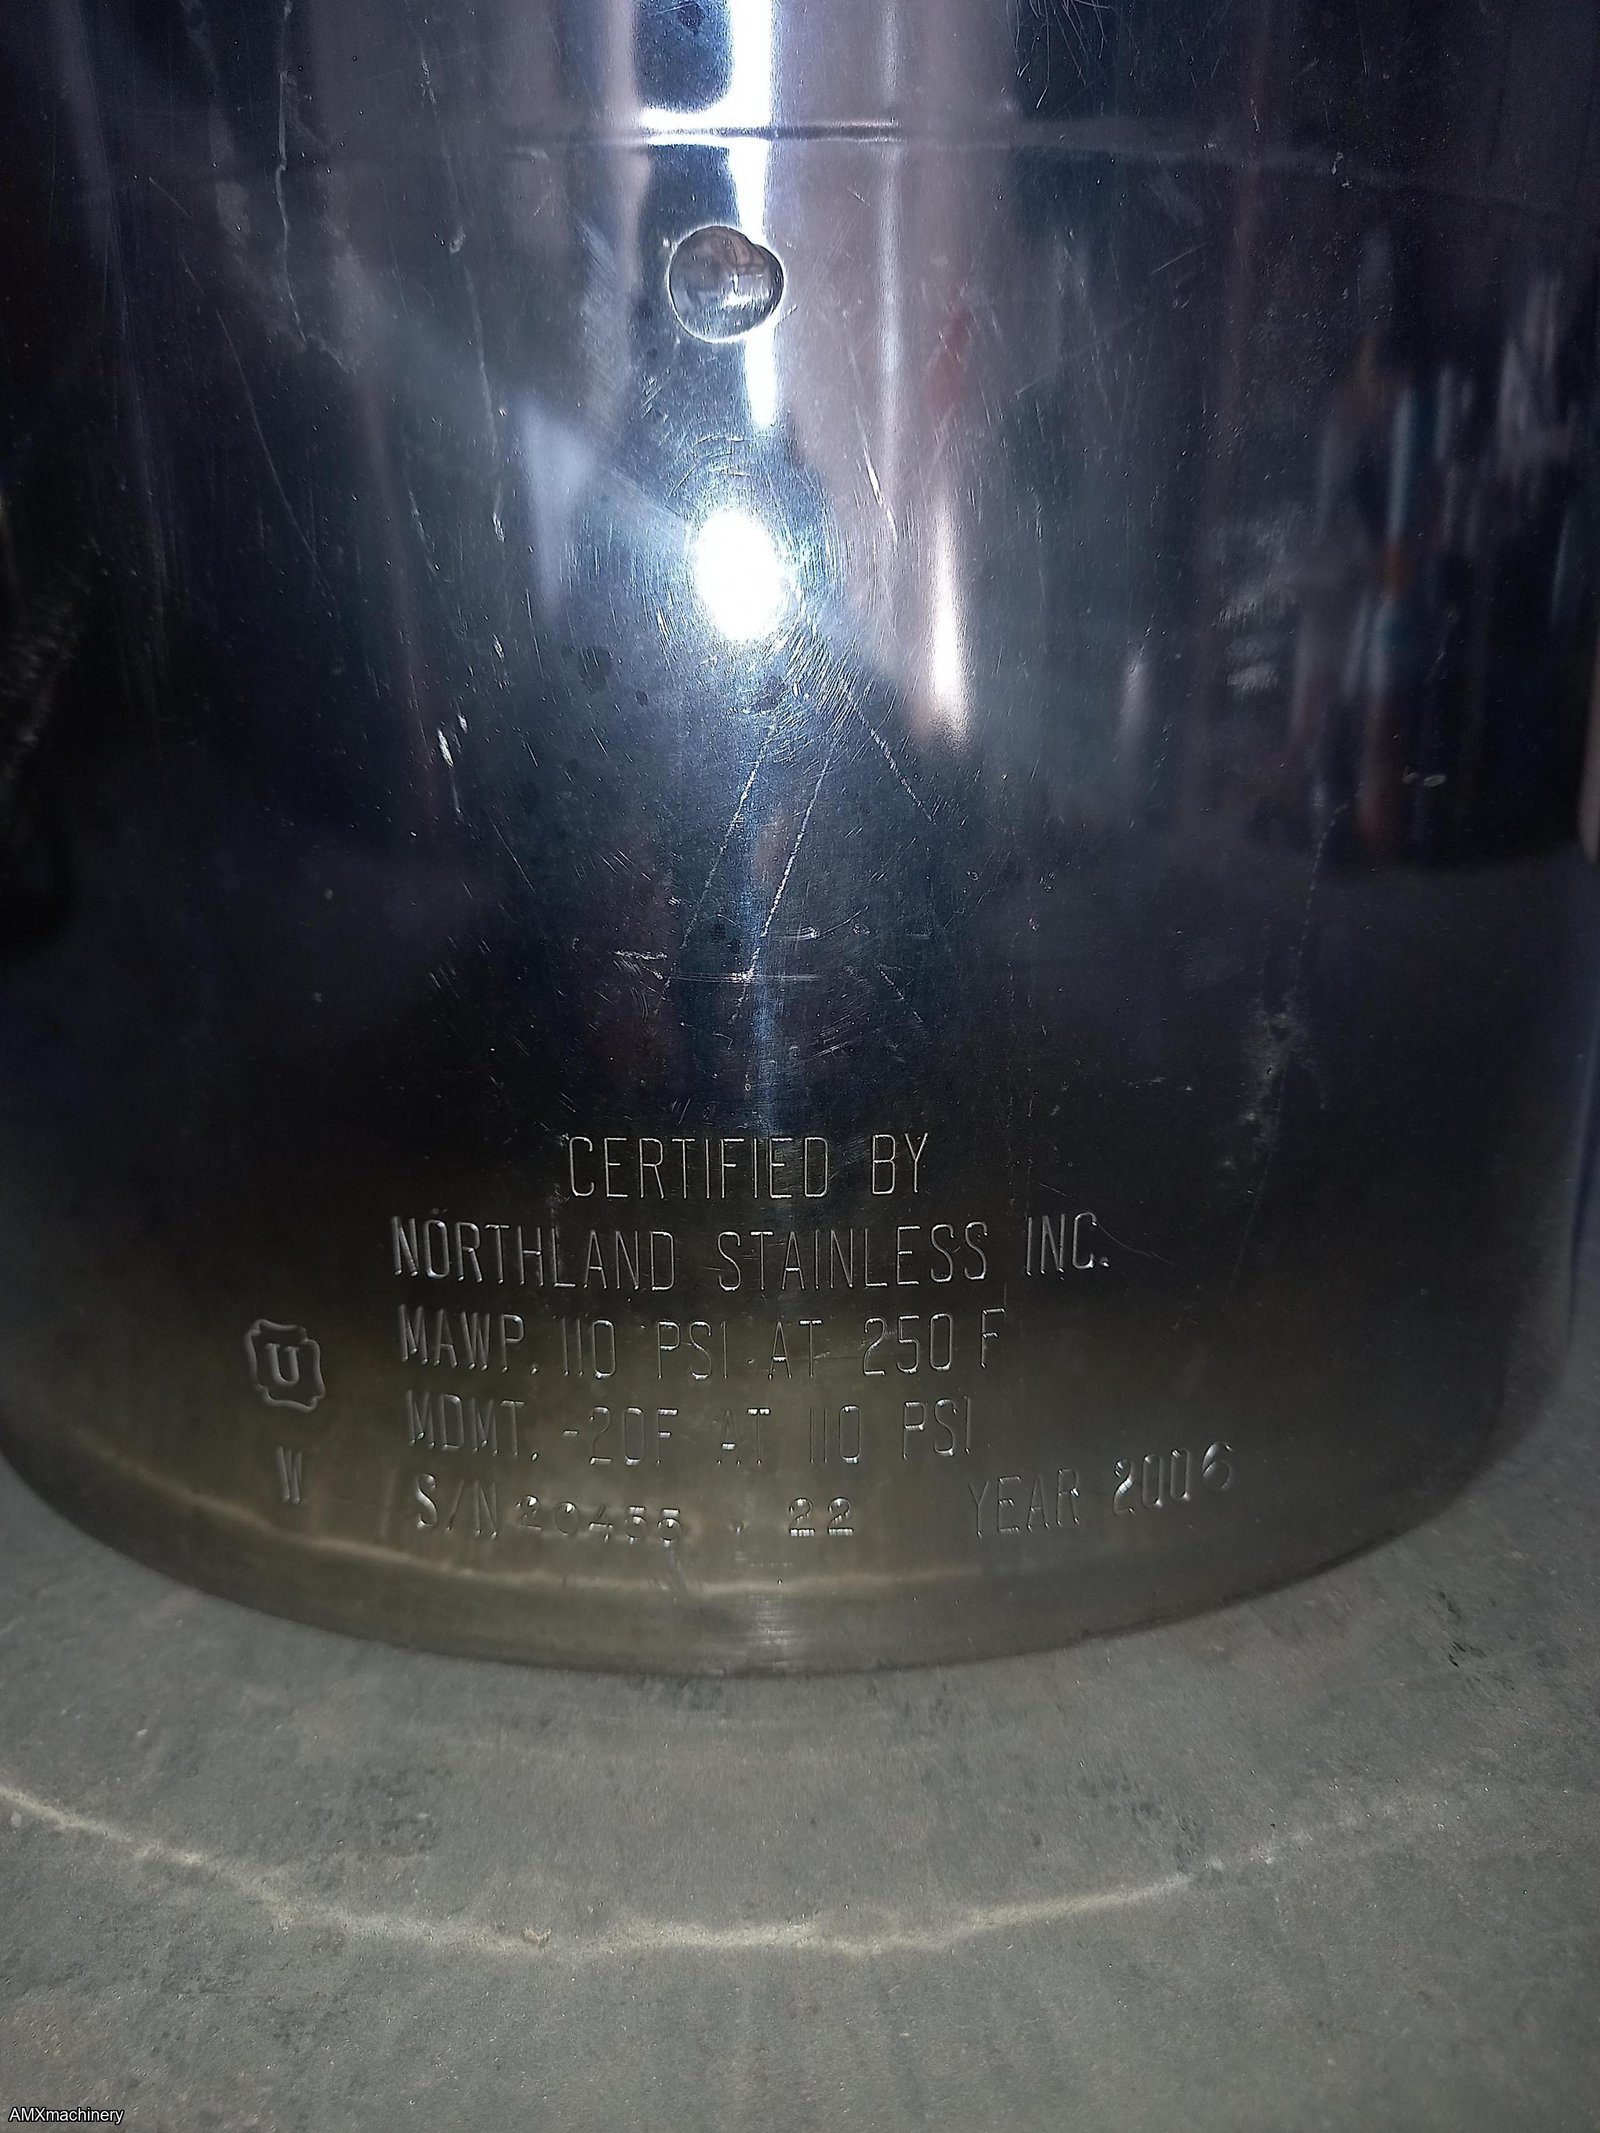 CERTIFIED BY
NORTHLAND STAINLESS INC.
MAWP. 110 PSI AT 250 F
U
MDMT. -20F AT 110 PSI
W S/N 20455 - 22 YEAR 2006
AMXmachinery